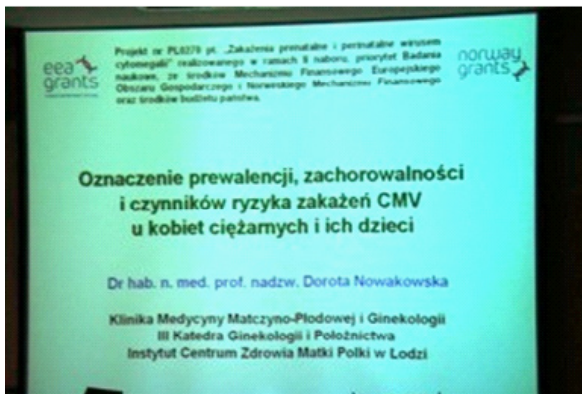 eea
grants
norway
grants
Projekt nr PL0270 pt. „Zakażenia prenatalne i perinatalne wirusem
cytomegalii" realizowanego w ramach II naboru, priorytet Badania
naukowe, ze środków Mechanizmu Finansowego Europejskiego
Obszaru Gospodarczego i Norweskiego Mechanizmu Finansowego
oraz środków budżetu państwa.
Oznaczenie prewalencji, zachorowalności
i czynników ryzyka zakażeń CMV
u kobiet ciężarnych i ich dzieci
Dr hab. n. med. prof. nadzw. Dorota Nowakowska
Klinika Medycyny Matczyno-Płodowej i Ginekologii
III Katedra Ginekologii i Położnictwa
Instytut Centrum Zdrowia Matki Polki w Lodzi